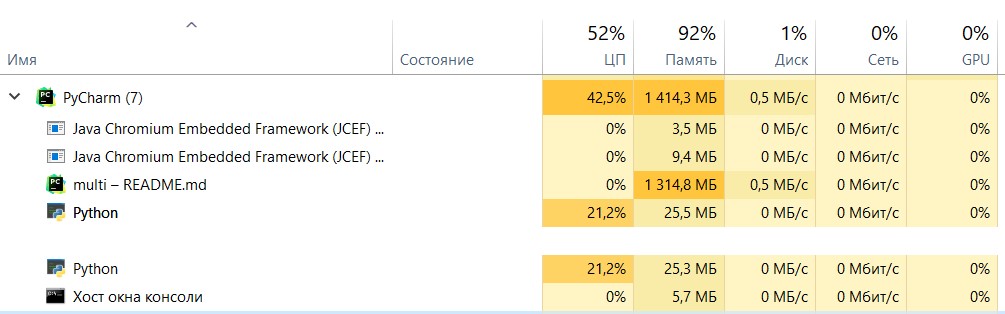 52% 92% 1% 0% 0%
Имя Состояние ЦП Память Диск Сеть GPU
PyCharm (7) 42,5% 1 414,3 МБ 0,5 МБ/с 0 Мбит/с 0%
Java Chromium Embedded Framework (JCEF) ... 0% 3,5 МБ 0 МБ/с 0 Мбит/с 0%
Java Chromium Embedded Framework (JCEF) ... 0% 9,4 МБ 0 МБ/с 0 Мбит/с 0%
multi – README.md 0% 1 314,8 МБ 0,5 МБ/с 0 Мбит/с 0%
Python 21,2% 25,5 МБ 0 МБ/с 0 Мбит/с 0%
Python 21,2% 25,3 МБ 0 МБ/с 0 Мбит/с 0%
Хост окна консоли 0% 5,7 МБ 0 МБ/с 0 Мбит/с 0%